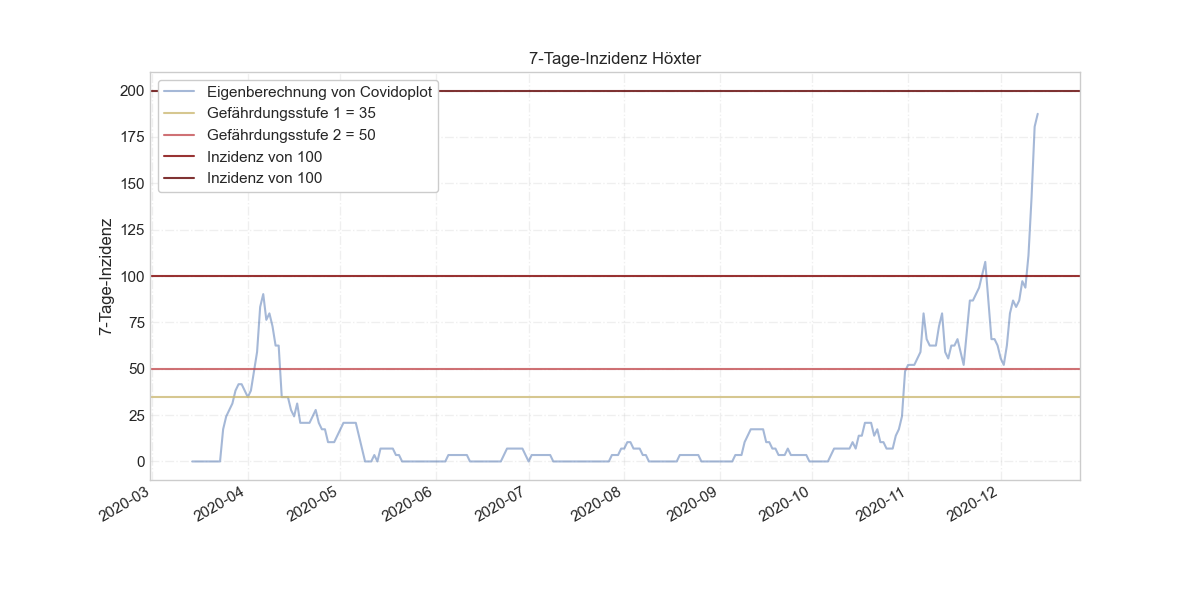 7-Tage-Inzidenz Höxter
Eigenberechnung von Covidoplot
Gefährdungsstufe 1 = 35
Gefährdungsstufe 2 = 50
Inzidenz von 100
Inzidenz von 100
7-Tage-Inzidenz
200
175
150
125
100
75
50
25
0
2020-03
2020-04
2020-05
2020-06
2020-07
2020-08
2020-09
2020-10
2020-11
2020-12